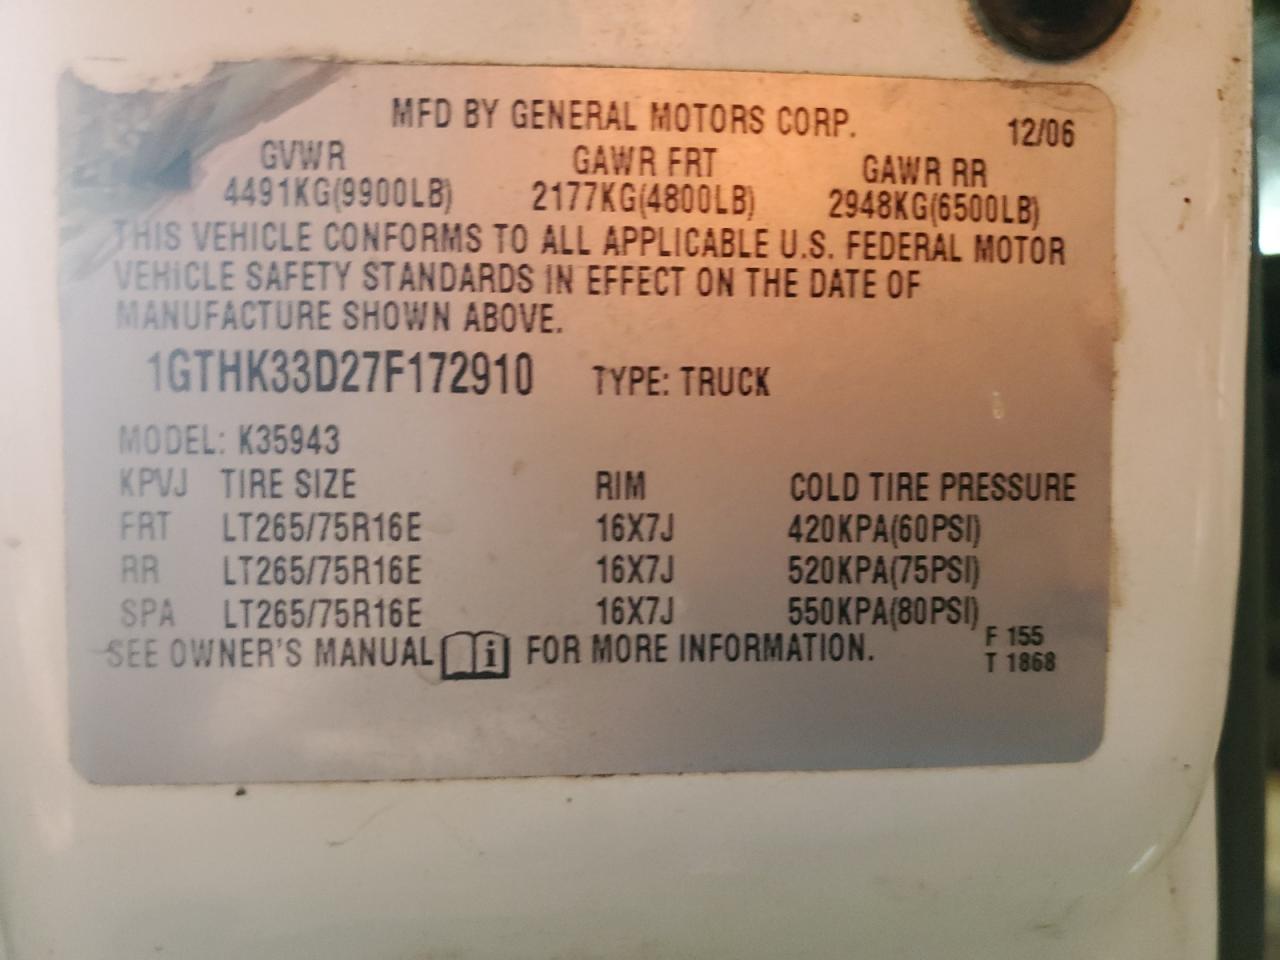 MFD BY GENERAL MOTORS CORP. 12/06
GVWR GAWR FRT GAWR RR
4491KG(9900LB) 2177KG(4800LB) 2948KG(6500LB)
THIS VEHICLE CONFORMS TO ALL APPLICABLE U.S. FEDERAL MOTOR
VEHICLE SAFETY STANDARDS IN EFFECT ON THE DATE OF
MANUFACTURE SHOWN ABOVE.
1GTHK33D27F172910 TYPE: TRUCK
MODEL: K35943
KPVJ TIRE SIZE RIM COLD TIRE PRESSURE
FRT LT265/75R16E 16X7J 420KPA(60PSI)
RR LT265/75R16E 16X7J 520KPA(75PSI)
SPA LT265/75R16E 16X7J 550KPA(80PSI)
SEE OWNER'S MANUAL i FOR MORE INFORMATION. F 155
T 1868